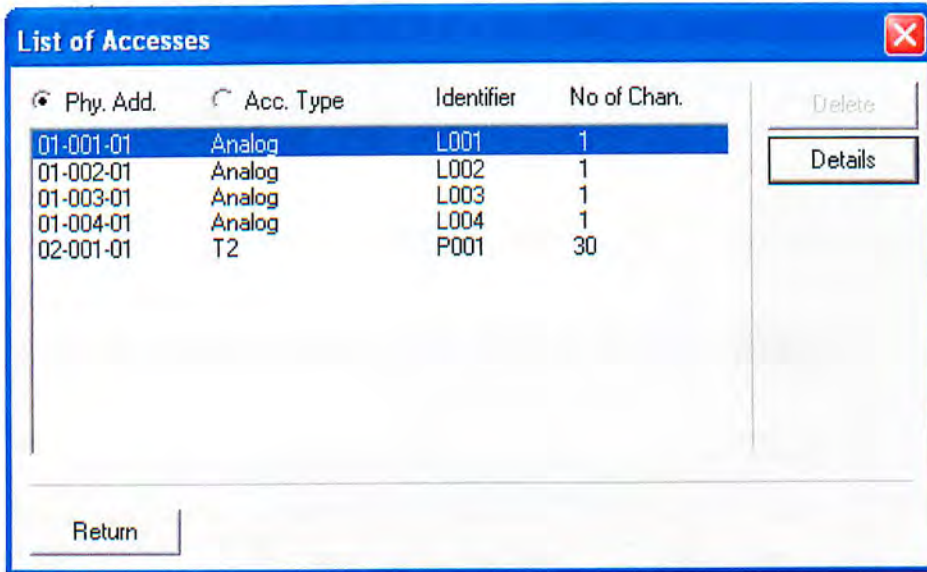 List of Accesses
Phy. Add. Acc. Type Identifier No of Chan.
01-001-01 Analog L001 1
01-002-01 Analog L002 1
01-003-01 Analog L003 1
01-004-01 Analog L004 1
02-001-01 T2 P001 30
Delete
Details
Return